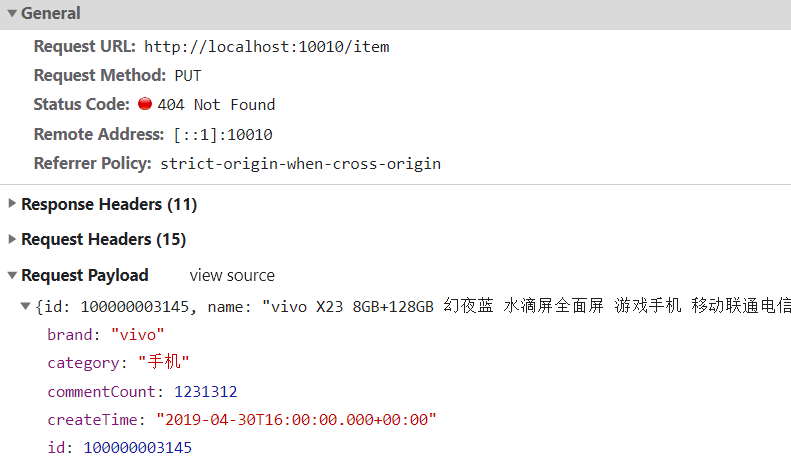 General
Request URL: http://localhost:10010/item
Request Method: PUT
Status Code: 404 Not Found
Remote Address: [::1]:10010
Referrer Policy: strict-origin-when-cross-origin
Response Headers (11)
Request Headers (15)
Request Payload view source
{id: 100000003145, name: "vivo X23 8GB+128GB 幻夜蓝 水滴屏全面屏 游戏手机 移动联通电信
brand: "vivo"
category: "手机"
commentCount: 1231312
createTime: "2019-04-30T16:00:00.000+00:00"
id: 100000003145